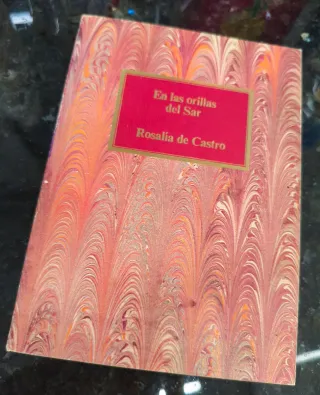 En las orillas
del Sar
Rosalía de Castro